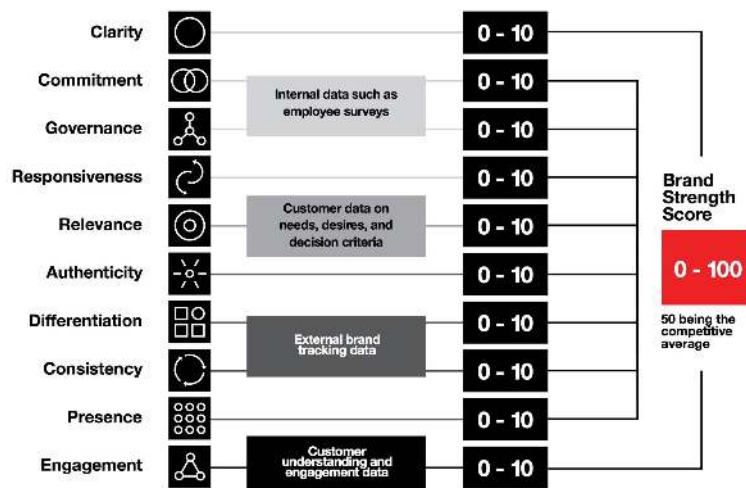 Clarity
0 - 10
Commitment
0 - 10
Internal data such as
employee surveys
Governance
0 - 10
Responsiveness
0 - 10
Relevance
Customer data on
needs, desires, and
decision criteria
0 - 10
Authenticity
0 - 10
Differentiation
0 - 10
External brand
tracking data
Consistency
0 - 10
Presence
0 - 10
Engagement
Customer
understanding and
engagement data
0 - 10
Brand
Strength
Score
0 - 100
50 being the
competitive
average